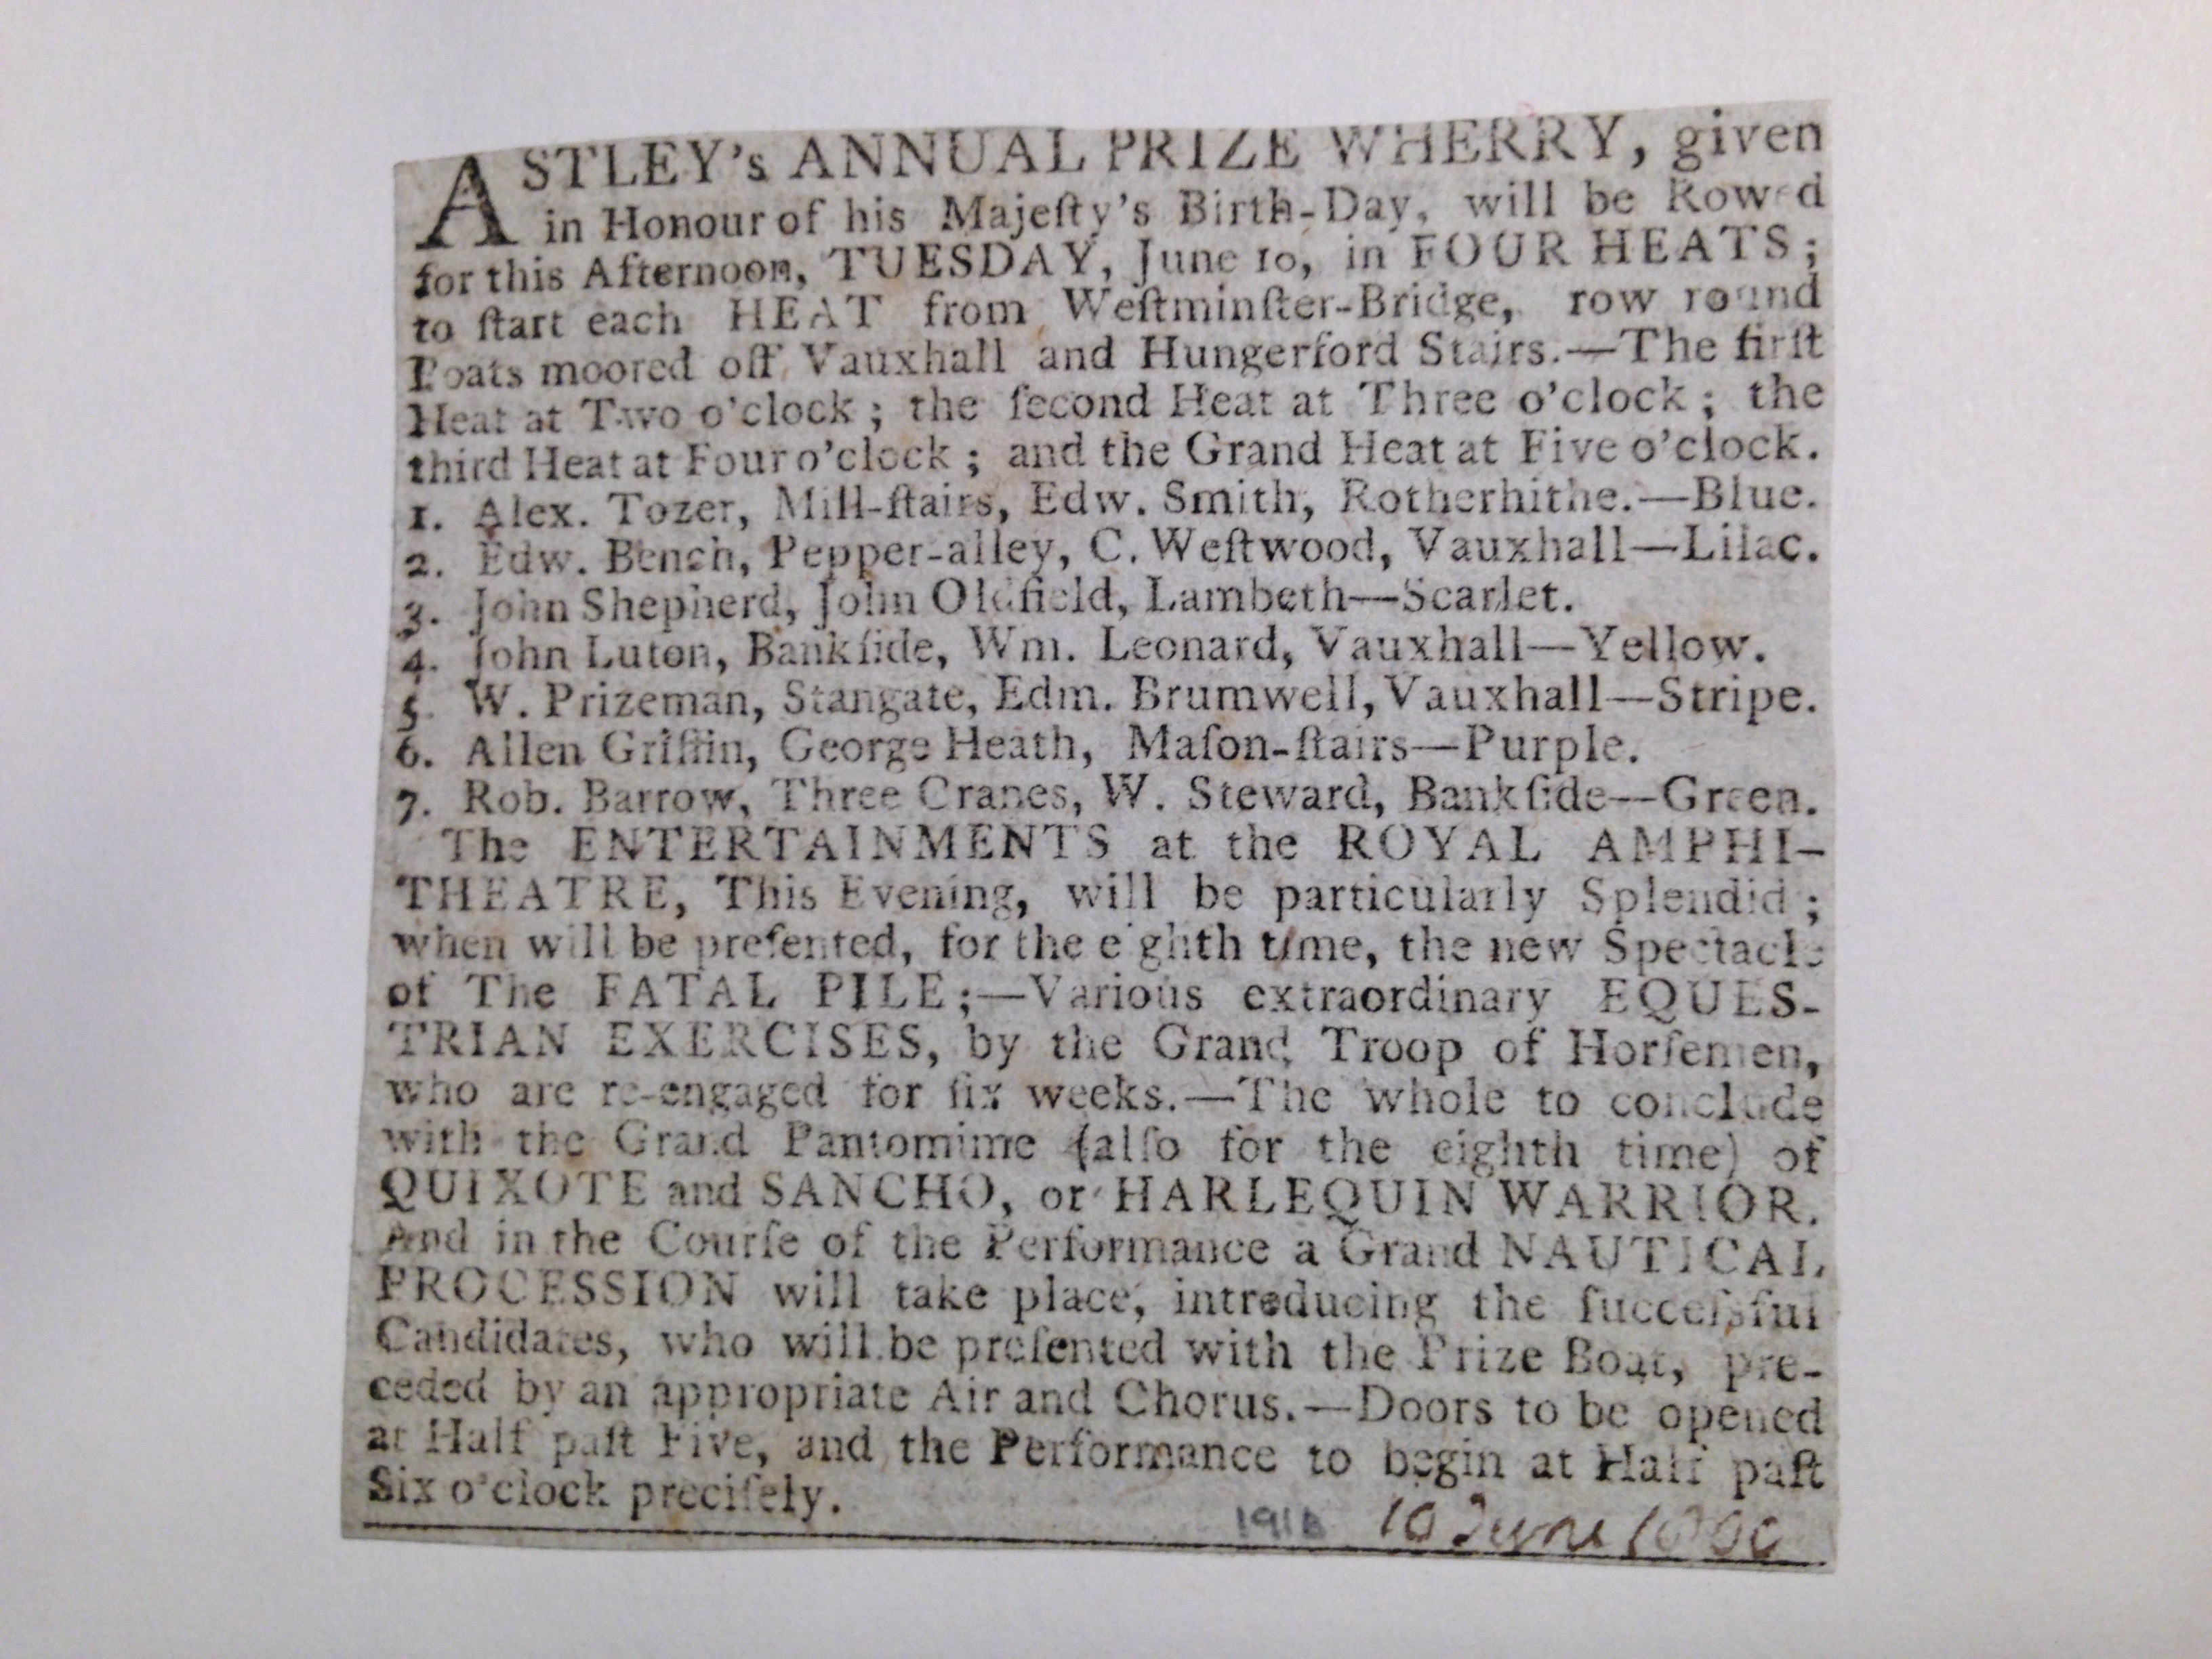 ASTLEY's ANNUAL PRIZE WHERRY, given
in Honour of his Majeſty's Birth-Day, will be Rowed
for this Afternoon, TUESDAY, June 10, in FOUR HEATS;
to ſtart each HEAT from Weſtminſter-Bridge, row round
Boats moored off Vauxhall and Hungerford Stairs.—The firſt
Heat at Two o'clock; the ſecond Heat at Three o'clock; the
third Heat at Four o'clock; and the Grand Heat at Five o'clock.
1. Alex. Tozer, Mill-ſtairs, Edw. Smith, Rotherhithe.—Blue.
2. Edw. Bench, Pepper-alley, C. Weſtwood, Vauxhall—Lilac.
3. John Shepherd, John Oldfield, Lambeth—Scarlet.
4. John Luton, Bankſide, Wm. Leonard, Vauxhall—Yellow.
5. W. Prizeman, Stangate, Edm. Brumwell, Vauxhall—Stripe.
6. Allen Griffin, George Heath, Maſon-ſtairs—Purple.
7. Rob. Barrow, Three Cranes, W. Steward, Bankſide—Green.
The ENTERTAINMENTS at the ROYAL AMPHI-
THEATRE, This Evening, will be particularly Splendid;
when will be preſented, for the eighth time, the new Spectacle
of The FATAL PILE;—Various extraordinary EQUES-
TRIAN EXERCISES, by the Grand Troop of Horſemen,
who are re-engaged for ſix weeks.—The whole to conclude
with the Grand Pantomime (alſo for the eighth time) of
QUIXOTE and SANCHO, or HARLEQUIN WARRIOR.
And in the Courſe of the Performance a Grand NAUTICAL
PROCESSION will take place, introducing the ſucceſsful
Candidates, who will be preſented with the Prize Boat, pre-
ceded by an appropriate Air and Chorus.—Doors to be opened
at Half paſt Five, and the Performance to begin at Half paſt
Six o'clock preciſely.
10 June 1800